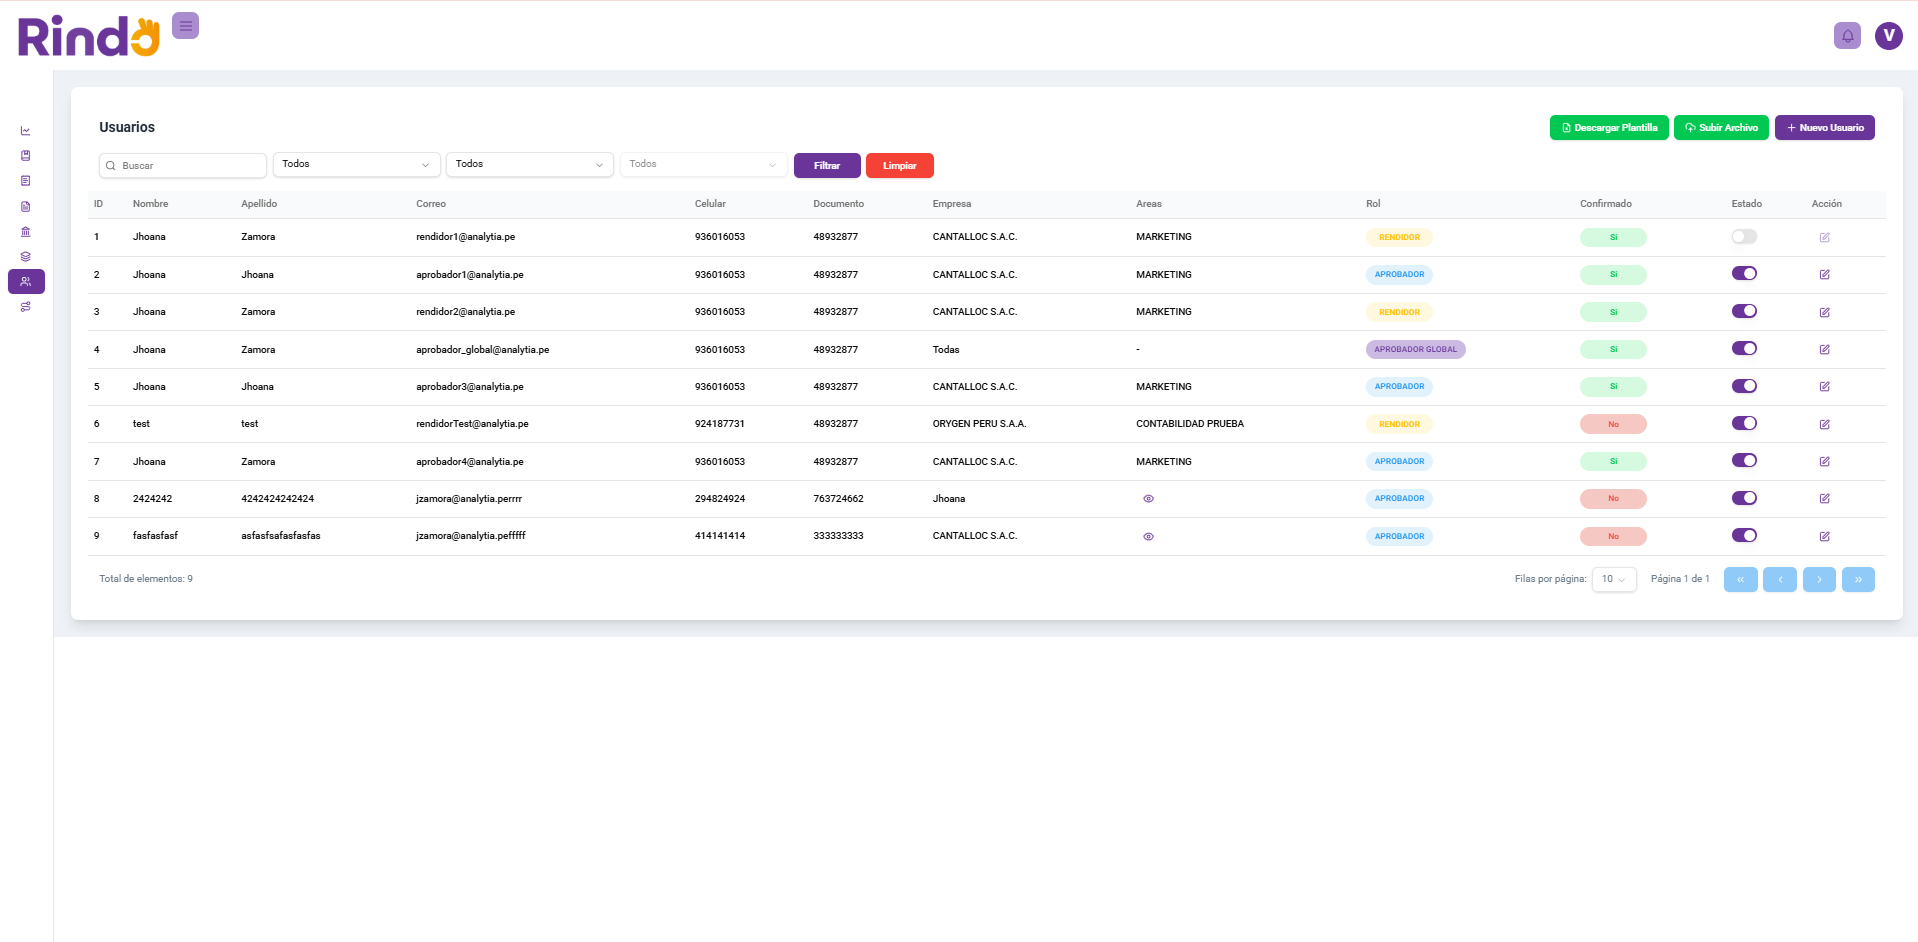 Rindo
V
Usuarios
Descargar Plantilla Subir Archivo + Nuevo Usuario
Buscar Todos Todos Todos Filtrar Limpiar
ID Nombre Apellido Correo Celular Documento Empresa Areas Rol Confirmado Estado Acción
1 Jhoana Zamora rendidor1@analytia.pe 936016053 48932877 CANTALLOC S.A.C. MARKETING RENDIDOR Si
2 Jhoana Jhoana aprobador1@analytia.pe 936016053 48932877 CANTALLOC S.A.C. MARKETING APROBADOR Si
3 Jhoana Zamora rendidor2@analytia.pe 936016053 48932877 CANTALLOC S.A.C. MARKETING RENDIDOR Si
4 Jhoana Zamora aprobador_global@analytia.pe 936016053 48932877 Todas - APROBADOR GLOBAL Si
5 Jhoana Jhoana aprobador3@analytia.pe 936016053 48932877 CANTALLOC S.A.C. MARKETING APROBADOR Si
6 test test rendidorTest@analytia.pe 924187731 48932877 ORYGEN PERU S.A.A. CONTABILIDAD PRUEBA RENDIDOR No
7 Jhoana Zamora aprobador4@analytia.pe 936016053 48932877 CANTALLOC S.A.C. MARKETING APROBADOR Si
8 2424242 4242424242424 jzamora@analytia.perrrr 294824924 763724662 Jhoana APROBADOR No
9 fasfasfasf asfasfsafasfasfas jzamora@analytia.pefffff 414141414 333333333 CANTALLOC S.A.C. APROBADOR No
Total de elementos: 9 Filas por página: 10 Página 1 de 1 « ‹ › »